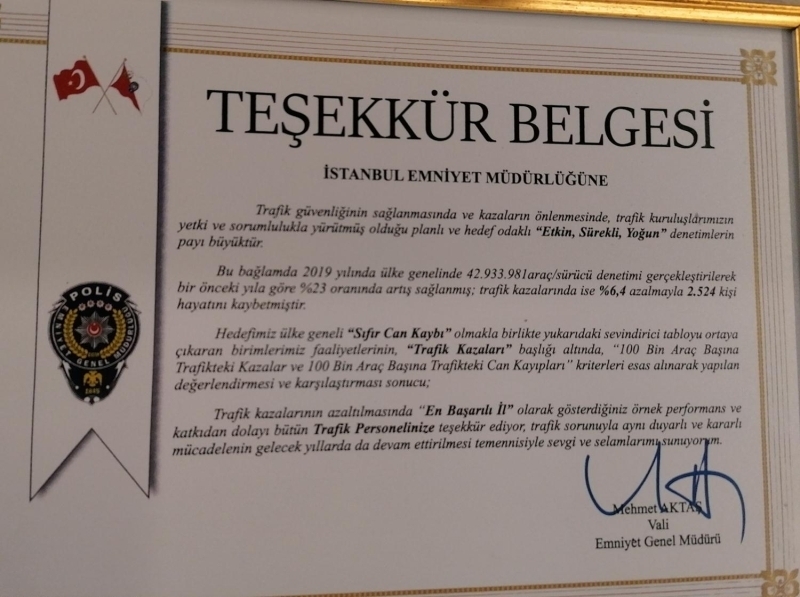 TEŞEKKÜR BELGESİ
İSTANBUL EMNİYET MÜDÜRLÜĞÜNE
Trafik güvenliğinin sağlanmasında ve kazaların önlenmesinde, trafik kuruluşlarımızın
yetki ve sorumlulukla yürütmüş olduğu planlı ve hedef odaklı “Etkin, Sürekli, Yoğun” denetimlerin
payı büyüktür.
Bu bağlamda 2019 yılında ülke genelinde 42.933.981araç/sürücü denetimi gerçekleştirilerek
bir önceki yıla göre %23 oranında artış sağlanmış; trafik kazalarında ise %6,4 azalmayla 2.524 kişi
hayatını kaybetmiştir.
Hedefimiz ülke geneli “Sıfır Can Kaybı” olmakla birlikte yukarıdaki sevindirici tabloyu ortaya
çıkaran birimlerimiz faaliyetlerinin, “Trafik Kazaları” başlığı altında, “100 Bin Araç Başına
Trafikteki Kazalar ve 100 Bin Araç Başına Trafikteki Can Kayıpları” kriterleri esas alınarak yapılan
değerlendirmesi ve karşılaştırması sonucu;
Trafik kazalarının azaltılmasında “En Başarılı İl” olarak gösterdiğiniz örnek performans ve
katkıdan dolayı bütün Trafik Personelinize teşekkür ediyor, trafik sorunuyla aynı duyarlı ve kararlı
mücadelenin gelecek yıllarda da devam ettirilmesi temennisiyle sevgi ve selamlarımı sunuyorum.
Mehmet AKTAŞ
Vali
Emniyet Genel Müdürü
POLİS
EMNİYET GENEL MÜDÜRLÜĞÜ
1845